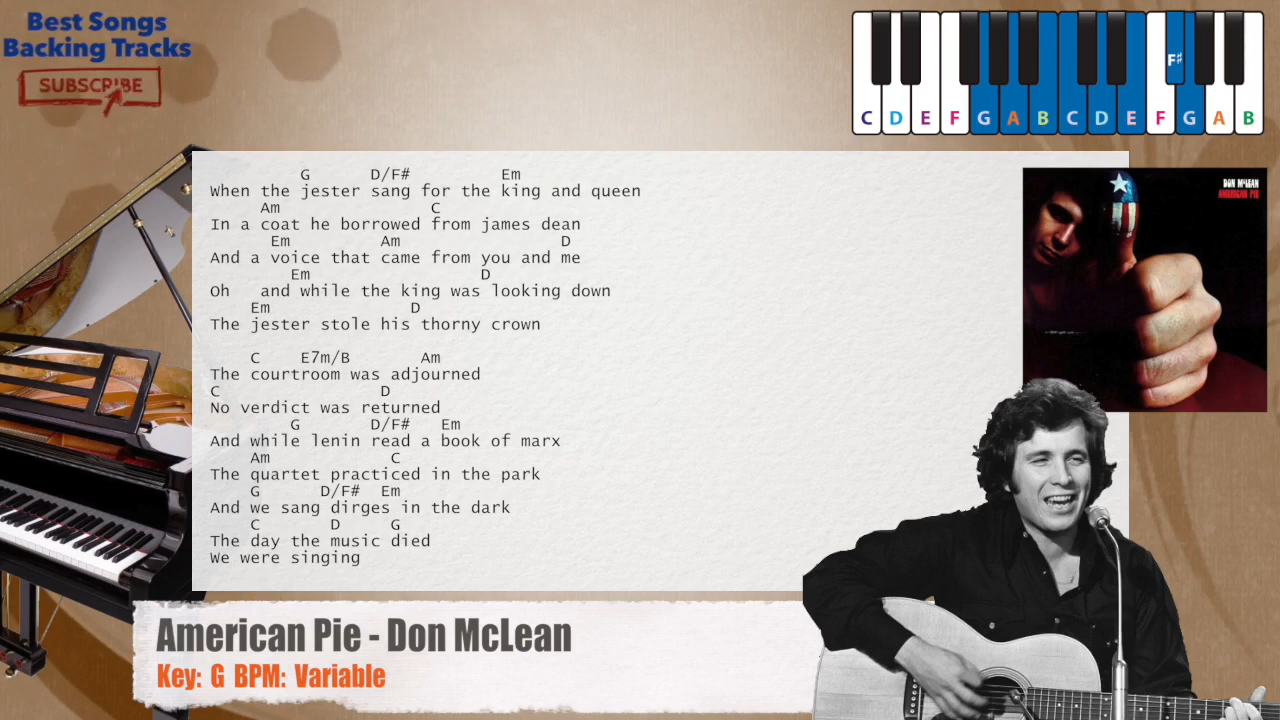 Best Songs
Backing Tracks
SUBSCRIBE
F#
C D E F G A B C D E F G A B
G D/F# Em
When the jester sang for the king and queen
Am C
In a coat he borrowed from james dean
Em Am D
And a voice that came from you and me
Em D
Oh and while the king was looking down
Em D
The jester stole his thorny crown
C E7m/B Am
The courtroom was adjourned
C D
No verdict was returned
G D/F# Em
And while lenin read a book of marx
Am C
The quartet practiced in the park
G D/F# Em
And we sang dirges in the dark
C D G
The day the music died
We were singing
DON McLEAN
AMERICAN PIE
American Pie - Don McLean
Key: G BPM: Variable